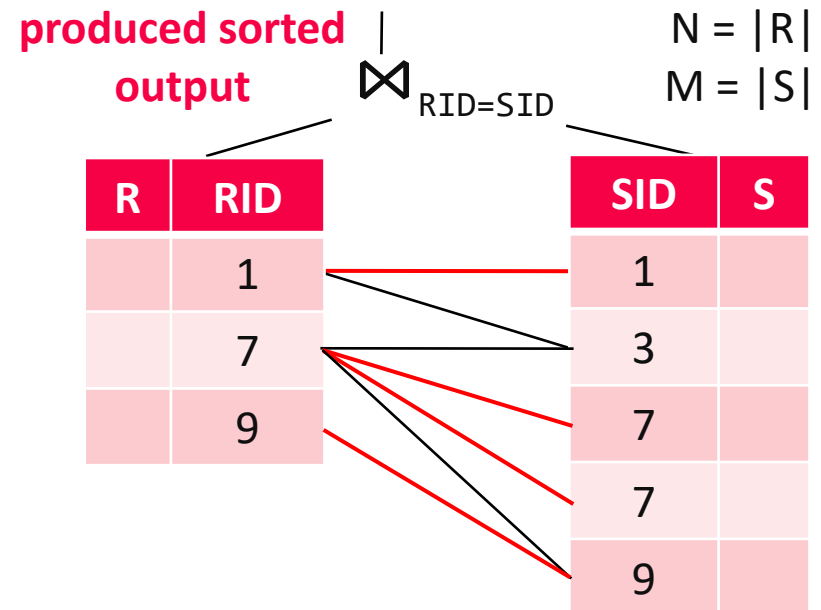 produced sorted
output
⋈ RID=SID
N = |R|
M = |S|
R RID
1
7
9
SID S
1
3
7
7
9